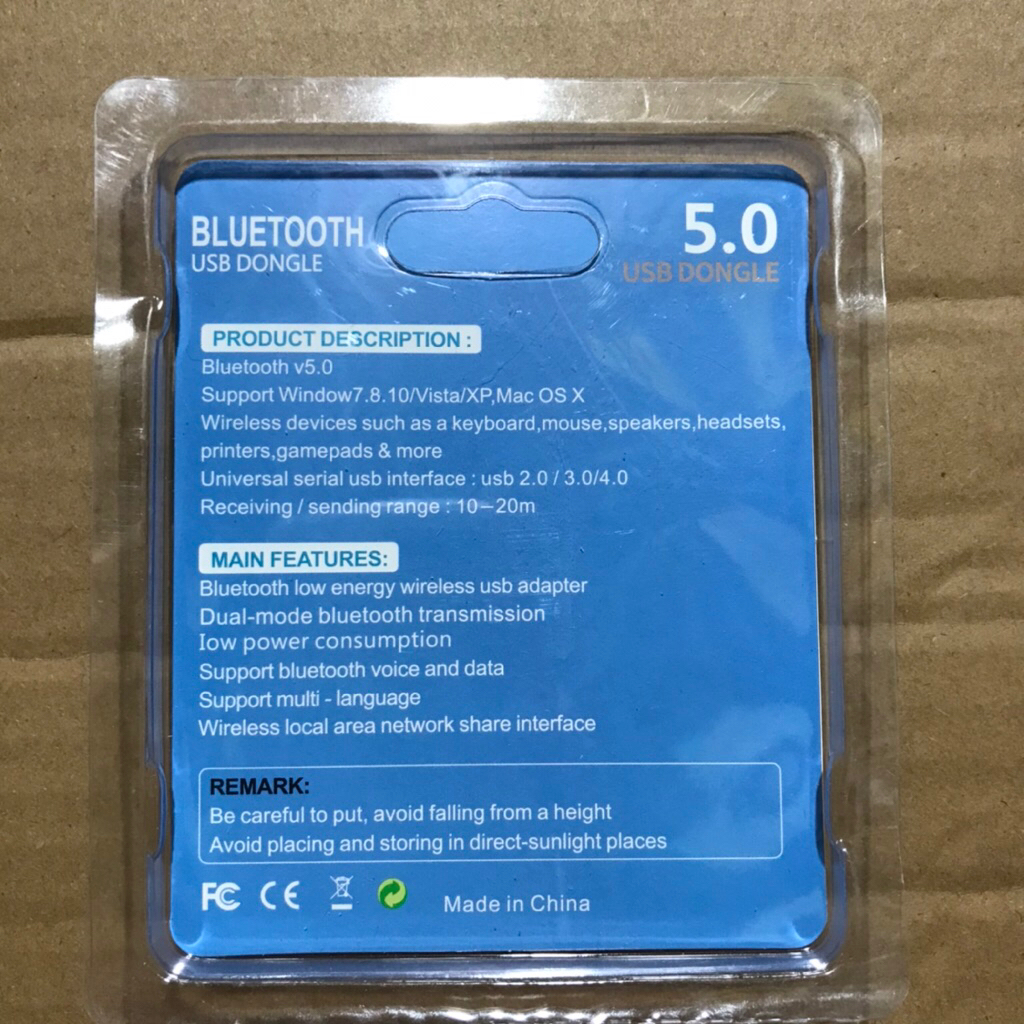 BLUETOOTH
USB DONGLE
5.0
USB DONGLE
PRODUCT DESCRIPTION :
Bluetooth v5.0
Support Window7.8.10/Vista/XP,Mac OS X
Wireless devices such as a keyboard,mouse,speakers,headsets,
printers,gamepads & more
Universal serial usb interface : usb 2.0 / 3.0/4.0
Receiving / sending range : 10–20m
MAIN FEATURES:
Bluetooth low energy wireless usb adapter
Dual-mode bluetooth transmission
low power consumption
Support bluetooth voice and data
Support multi - language
Wireless local area network share interface
REMARK:
Be careful to put, avoid falling from a height
Avoid placing and storing in direct-sunlight places
FC CE Made in China